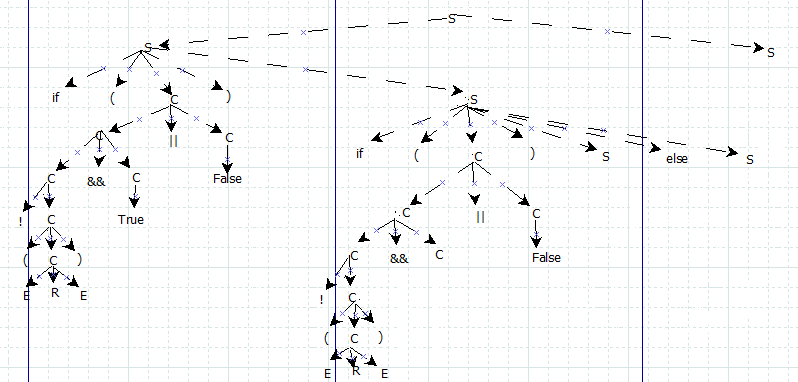 S
S S
if ( C ) S
C || C if ( C ) S else S
C && C False
! C True C || C
( C ) C && C False
E R E ! C
( C )
E R E